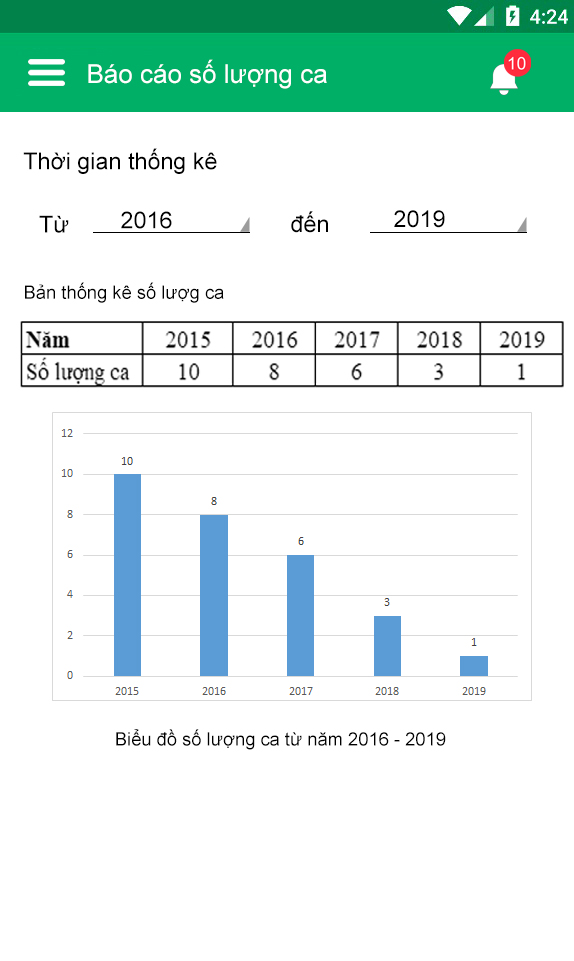 4:24
Báo cáo số lượng ca
10
Thời gian thống kê
Từ 2016 đến 2019
Bản thống kê số lượg ca
Năm 2015 2016 2017 2018 2019
Số lượng ca 10 8 6 3 1
12
10
8
6
4
2
0
10
8
6
3
1
2015 2016 2017 2018 2019
Biểu đồ số lượng ca từ năm 2016 - 2019